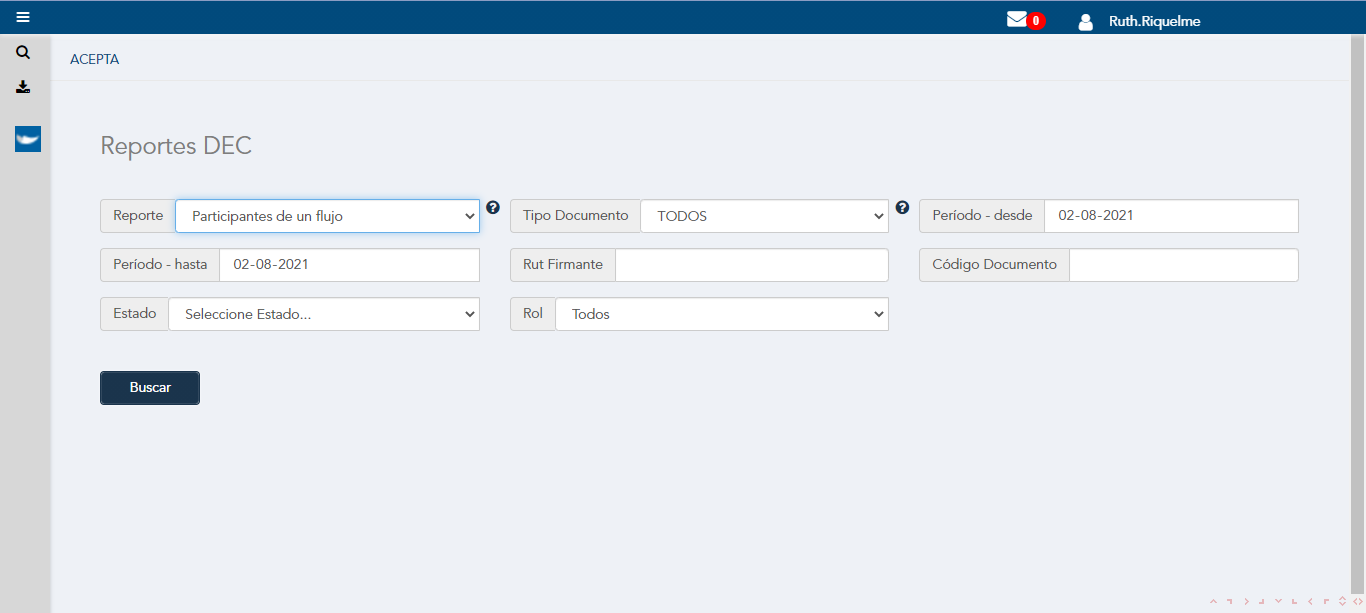 0 Ruth.Riquelme
ACEPTA
Reportes DEC
Reporte Participantes de un flujo Tipo Documento TODOS Período - desde 02-08-2021
Período - hasta 02-08-2021 Rut Firmante Código Documento
Estado Seleccione Estado... Rol Todos
Buscar